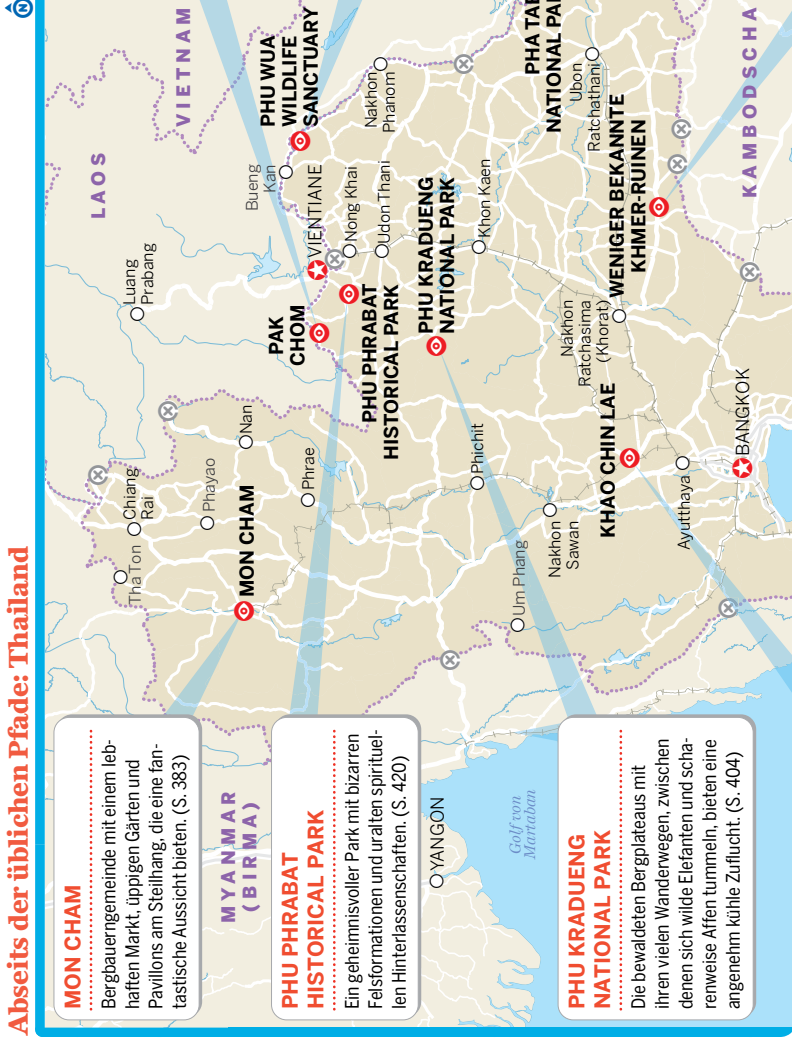 Abseits der üblichen Pfade: Thailand
N
MON CHAM
Bergbauerngemeinde mit einem leb-
haften Markt, üppigen Gärten und
Pavillons am Steilhang, die eine fan-
tastische Aussicht bieten. (S. 383)
PHU PHRABAT
HISTORICAL PARK
Ein geheimnisvoller Park mit bizarren
Felsformationen und uralten spirituel-
len Hinterlassenschaften. (S. 420)
PHU KRADUENG
NATIONAL PARK
Die bewaldeten Bergplateaus mit
ihren vielen Wanderwegen, zwischen
denen sich wilde Elefanten und scha-
renweise Affen tummeln, bieten eine
angenehm kühle Zuflucht. (S. 404)
MYANMAR
(BIRMA)
YANGON
Golf von
Martaban
Tha Ton
Chiang
Rai
Phayao
Nan
MON CHAM
Phrae
Phichit
Um Phang
Nakhon
Sawan
KHAO CHIN LAE
Ayutthaya
BANGKOK
LAOS
VIETNAM
Luang
Prabang
PAK
CHOM
VIENTIANE
Bueng
Kan
PHU WUA
WILDLIFE
SANCTUARY
Nong Khai
Udon Thani
Nakhon
Phanom
PHU PHRABAT
HISTORICAL PARK
PHU KRADUENG
NATIONAL PARK
Khon Kaen
Nakhon
Ratchasima
(Khorat)
WENIGER BEKANNTE
KHMER-RUINEN
PHA TAE
NATIONAL PAR
Ubon
Ratchathani
KAMBODSCHA